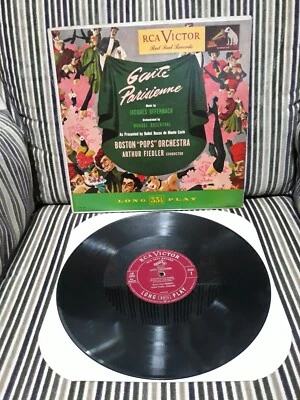 RCA VICTOR
Red Seal Records
Gaîté
Parisienne
Music by
JACQUES OFFENBACH
Orchestrated by
MANUEL ROSENTHAL
As Presented by Ballet Russe de Monte Carlo
BOSTON "POPS" ORCHESTRA
ARTHUR FIEDLER CONDUCTOR
LONG 33⅓ PLAY
RCA VICTOR
LONG PLAY